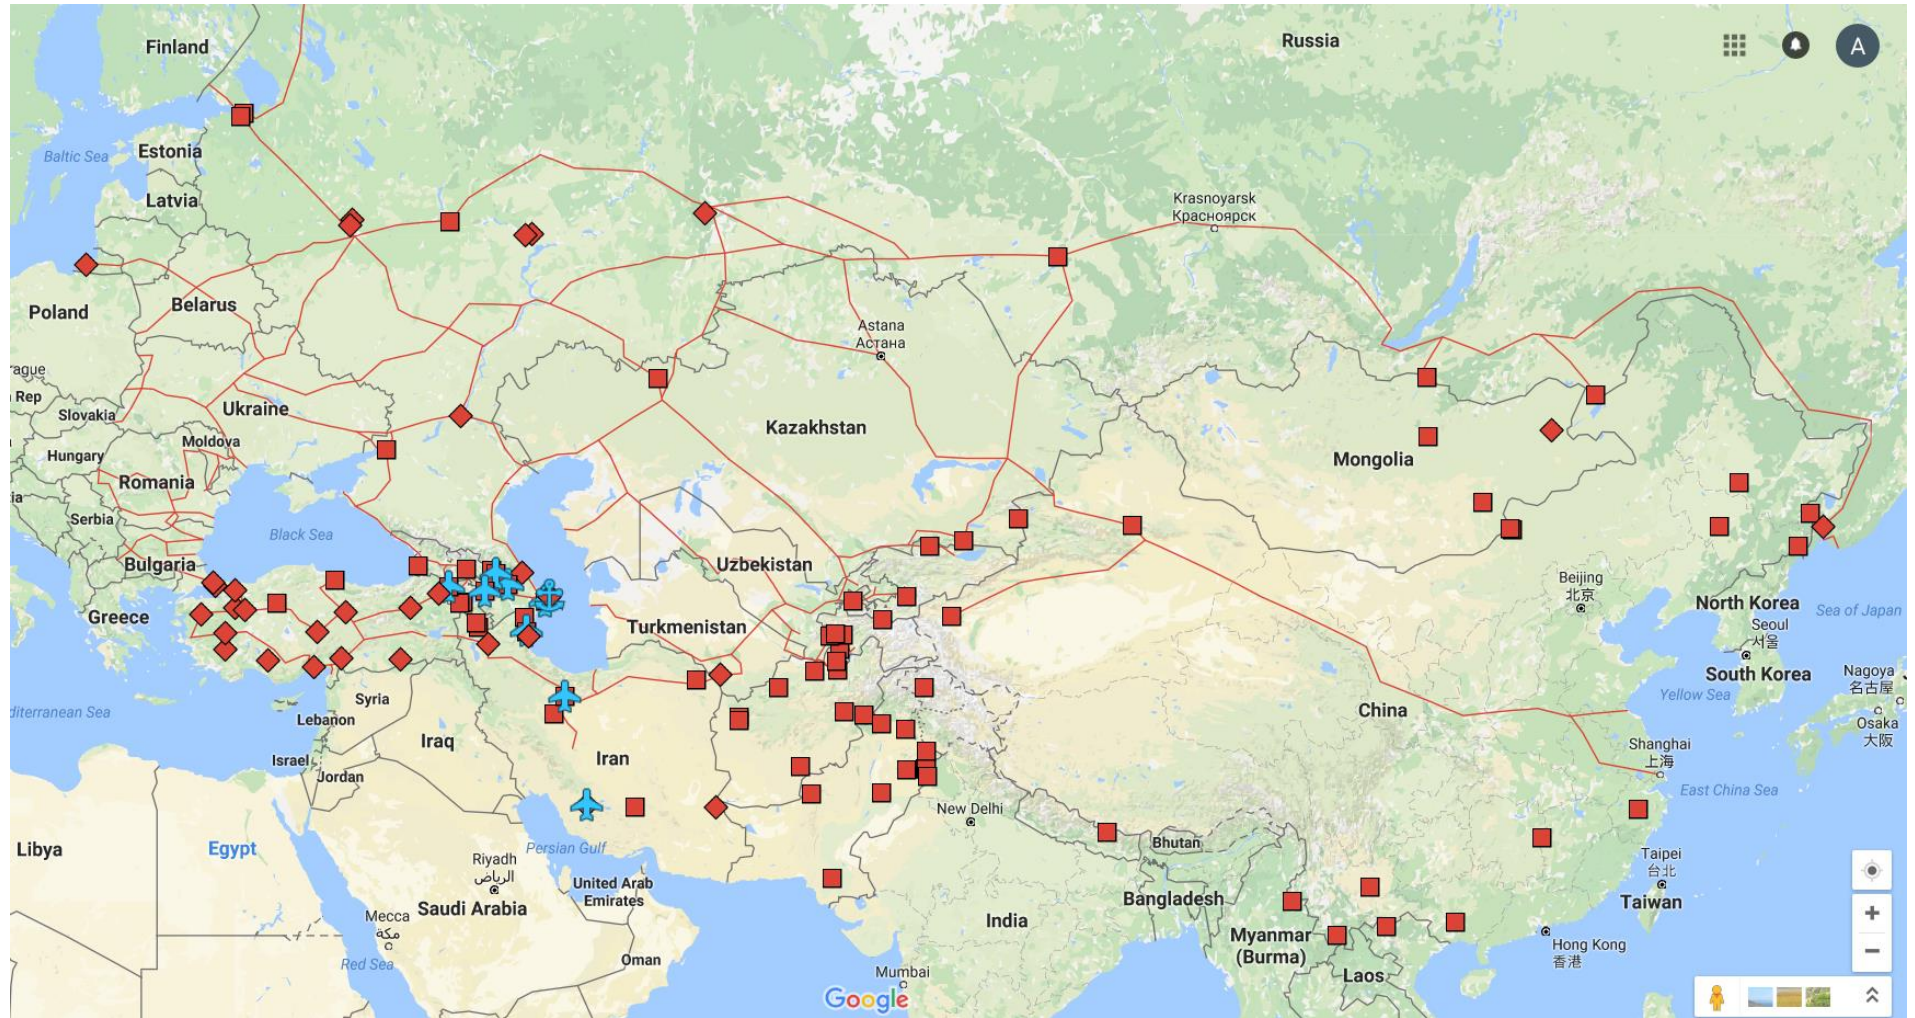 Finland
Russia
A
Baltic Sea
Estonia
Latvia
Krasnoyarsk
Красноярск
Poland
Belarus
Astana
Астана
rague
Rep
Slovakia
Ukraine
Hungary
Moldova
Romania
Kazakhstan
Mongolia
ia
Serbia
Black Sea
Bulgaria
Uzbekistan
Beijing
北京
Greece
Turkmenistan
North Korea
Seoul
서울
Sea of Japan
South Korea
Nagoya
名古屋
Syria
Lebanon
Yellow Sea
Osaka
大阪
diterranean Sea
Iraq
Iran
China
Israel
Jordan
Shanghai
上海
East China Sea
New Delhi
Libya
Egypt
Riyadh
الرياض
Persian Gulf
Bhutan
Taipei
台北
United Arab
Emirates
Mecca
مكة
Saudi Arabia
Bangladesh
Taiwan
India
Myanmar
(Burma)
Hong Kong
香港
Red Sea
Oman
Mumbai
Laos
Google